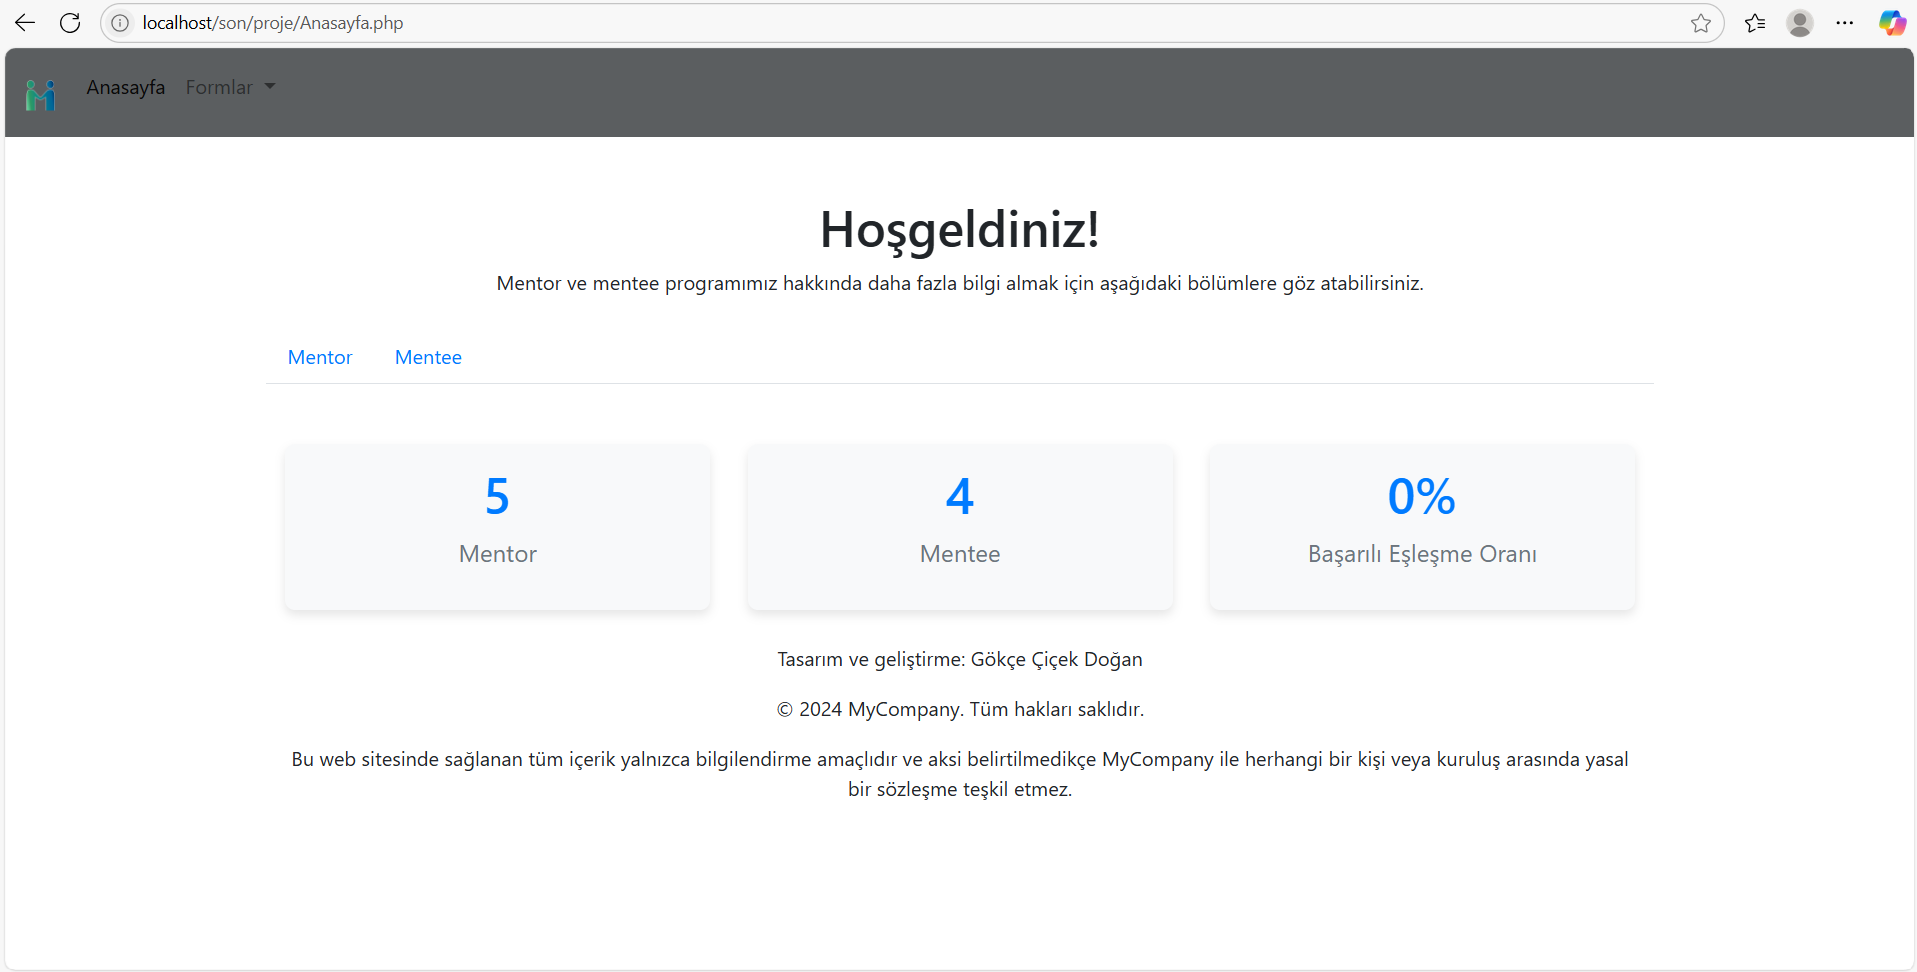 localhost/son/proje/Anasayfa.php
Anasayfa Formlar
Hoşgeldiniz!
Mentor ve mentee programımız hakkında daha fazla bilgi almak için aşağıdaki bölümlere göz atabilirsiniz.
Mentor Mentee
5 4 0%
Mentor Mentee Başarılı Eşleşme Oranı
Tasarım ve geliştirme: Gökçe Çiçek Doğan
© 2024 MyCompany. Tüm hakları saklıdır.
Bu web sitesinde sağlanan tüm içerik yalnızca bilgilendirme amaçlıdır ve aksi belirtilmedikçe MyCompany ile herhangi bir kişi veya kuruluş arasında yasal
bir sözleşme teşkil etmez.